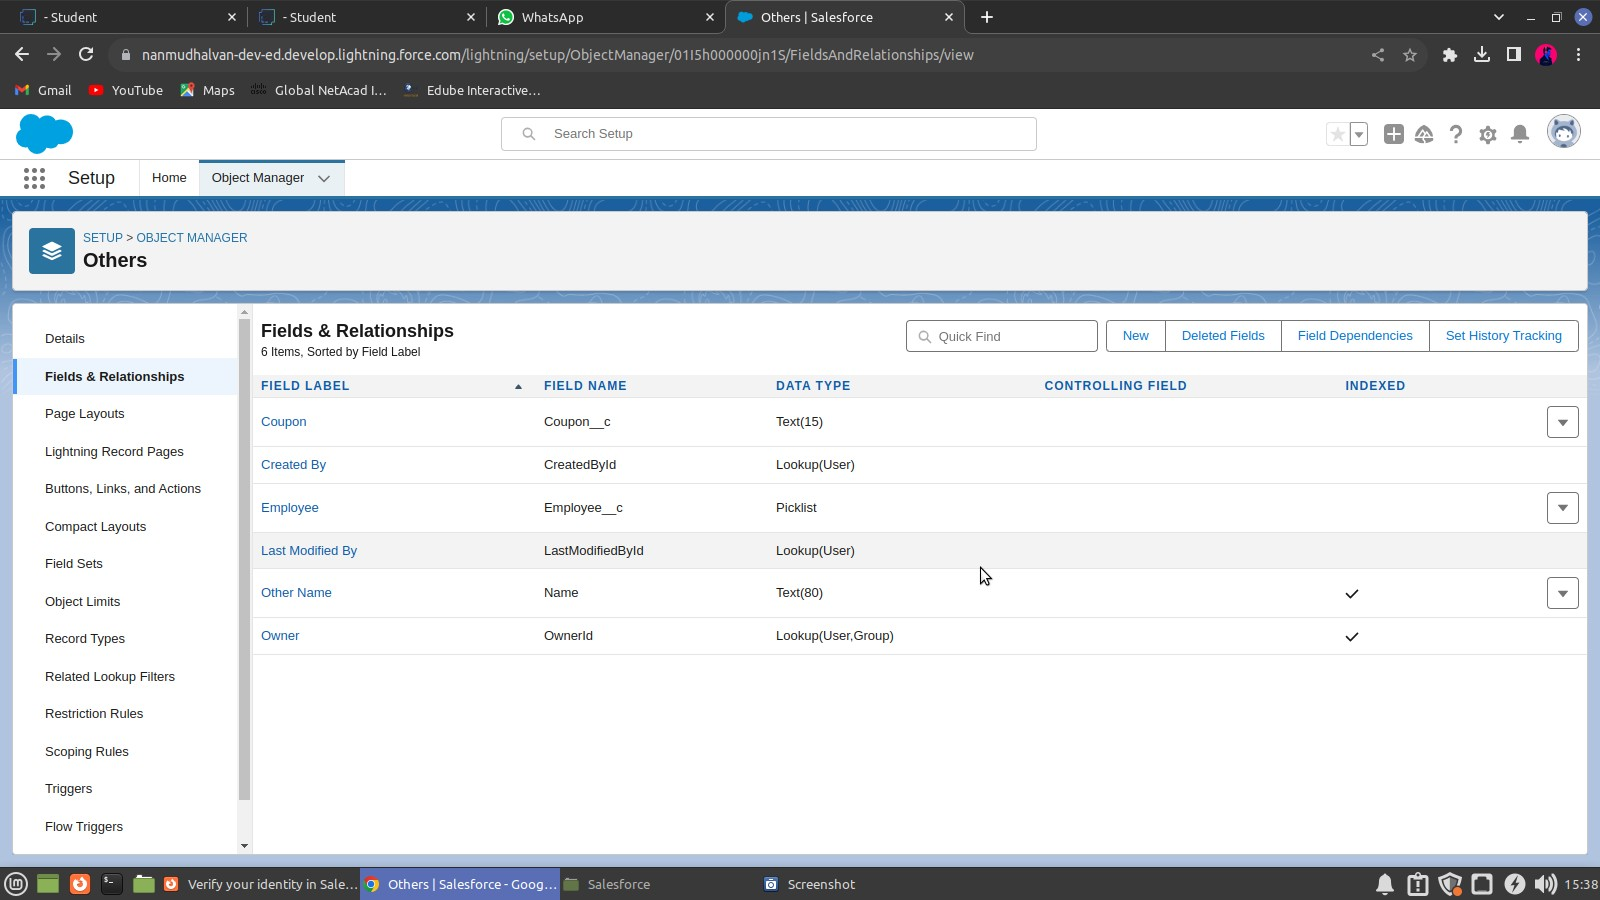 - Student
- Student
WhatsApp
Others | Salesforce
nanmudhalvan-dev-ed.develop.lightning.force.com/lightning/setup/ObjectManager/01I5h000000jn1S/FieldsAndRelationships/view
Gmail
YouTube
Maps
Global NetAcad I...
Edube Interactive...
Search Setup
Setup
Home
Object Manager
SETUP > OBJECT MANAGER
Others
Details
Fields & Relationships
Page Layouts
Lightning Record Pages
Buttons, Links, and Actions
Compact Layouts
Field Sets
Object Limits
Record Types
Related Lookup Filters
Restriction Rules
Scoping Rules
Triggers
Flow Triggers
Fields & Relationships
6 Items, Sorted by Field Label
Quick Find
New
Deleted Fields
Field Dependencies
Set History Tracking
FIELD LABEL FIELD NAME DATA TYPE CONTROLLING FIELD INDEXED
Coupon Coupon__c Text(15)
Created By CreatedById Lookup(User)
Employee Employee__c Picklist
Last Modified By LastModifiedById Lookup(User)
Other Name Name Text(80)
Owner OwnerId Lookup(User,Group)
Verify your identity in Sale...
Others | Salesforce - Goog...
Salesforce
Screenshot
15:38